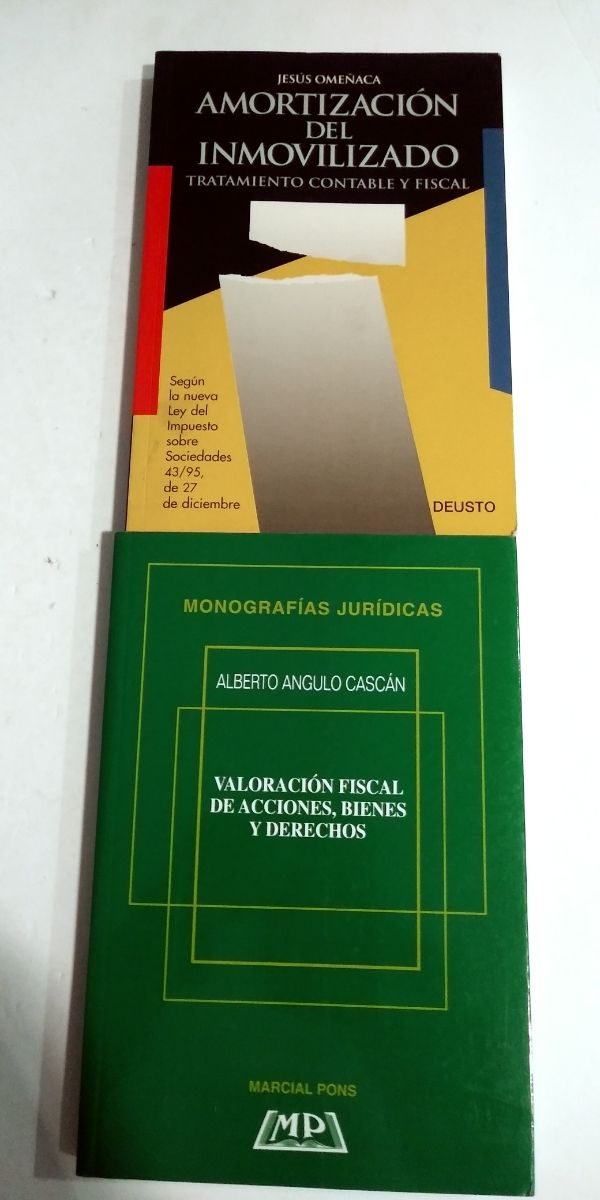 JESÚS OMEÑACA
AMORTIZACIÓN
DEL
INMOVILIZADO
TRATAMIENTO CONTABLE Y FISCAL
Según
la nueva
Ley del
Impuesto
sobre
Sociedades
43/95,
de 27
de diciembre
DEUSTO
MONOGRAFÍAS JURÍDICAS
ALBERTO ANGULO CASCÁN
VALORACIÓN FISCAL
DE ACCIONES, BIENES
Y DERECHOS
MARCIAL PONS
MP